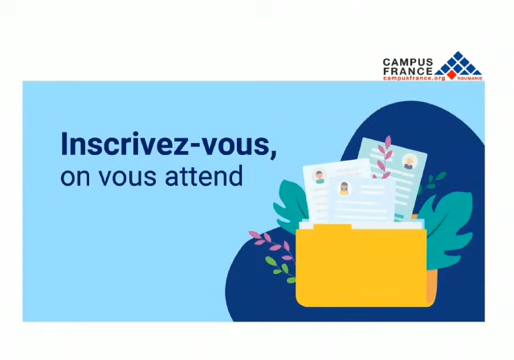 CAMPUS
FRANCE
campusfrance.org
ROUMANIE
Inscrivez-vous,
on vous attend